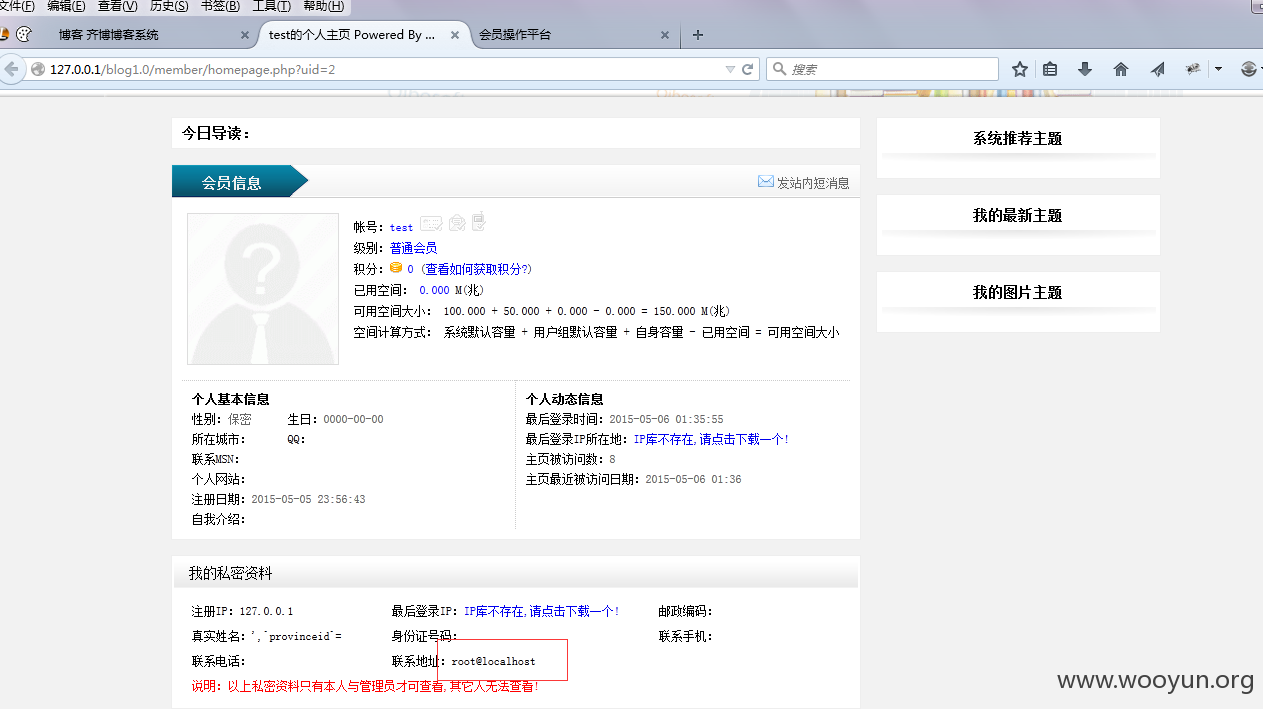 文件(F) 编辑(E) 查看(V) 历史(S) 书签(B) 工具(T) 帮助(H)
博客 齐博博客系统 × test的个人主页 Powered By ... × 会员操作平台 × +
127.0.0.1/blog1.0/member/homepage.php?uid=2 搜索
今日导读：
系统推荐主题
会员信息
发站内短消息
帐号：test
级别：普通会员
积分： 0 (查看如何获取积分?)
已用空间： 0.000 M(兆)
可用空间大小： 100.000 + 50.000 + 0.000 - 0.000 = 150.000 M(兆)
空间计算方式： 系统默认容量 + 用户组默认容量 + 自身容量 - 已用空间 = 可用空间大小
我的最新主题
我的图片主题
个人基本信息
性别：保密 生日：0000-00-00
所在城市： QQ：
联系MSN：
个人网站：
注册日期：2015-05-05 23:56:43
自我介绍：
个人动态信息
最后登录时间：2015-05-06 01:35:55
最后登录IP所在地：IP库不存在,请点击下载一个!
主页被访问数：8
主页最近被访问日期：2015-05-06 01:36
我的私密资料
注册IP：127.0.0.1 最后登录IP：IP库不存在,请点击下载一个! 邮政编码：
真实姓名：',`provinceid`= 身份证号码： 联系手机：
联系电话： 联系地址：root@localhost
说明：以上私密资料只有本人与管理员才可查看,其它人无法查看!
www.wooyun.org